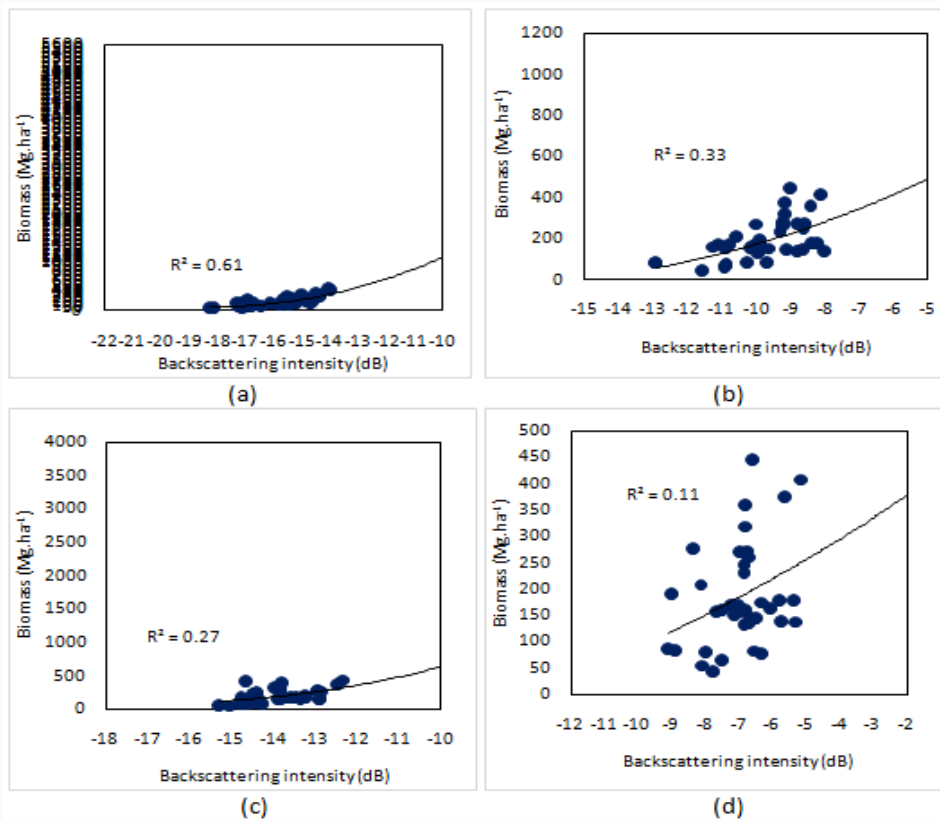 5600
Biomass (Mg.ha⁻¹)
R² = 0.61
-22 -21 -20 -19 -18 -17 -16 -15 -14 -13 -12 -11 -10
Backscattering intensity (dB)
(a)
1200
1000
800
600
400
200
0
Biomass (Mg.ha⁻¹)
R² = 0.33
-15 -14 -13 -12 -11 -10 -9 -8 -7 -6 -5
Backscattering intensity (dB)
(b)
4000
3500
3000
2500
2000
1500
1000
500
0
Biomass (Mg.ha⁻¹)
R² = 0.27
-18 -17 -16 -15 -14 -13 -12 -11 -10
Backscattering intensity (dB)
(c)
500
450
400
350
300
250
200
150
100
50
0
Biomass (Mg.ha⁻¹)
R² = 0.11
-12 -11 -10 -9 -8 -7 -6 -5 -4 -3 -2
Backscattering intensity (dB)
(d)